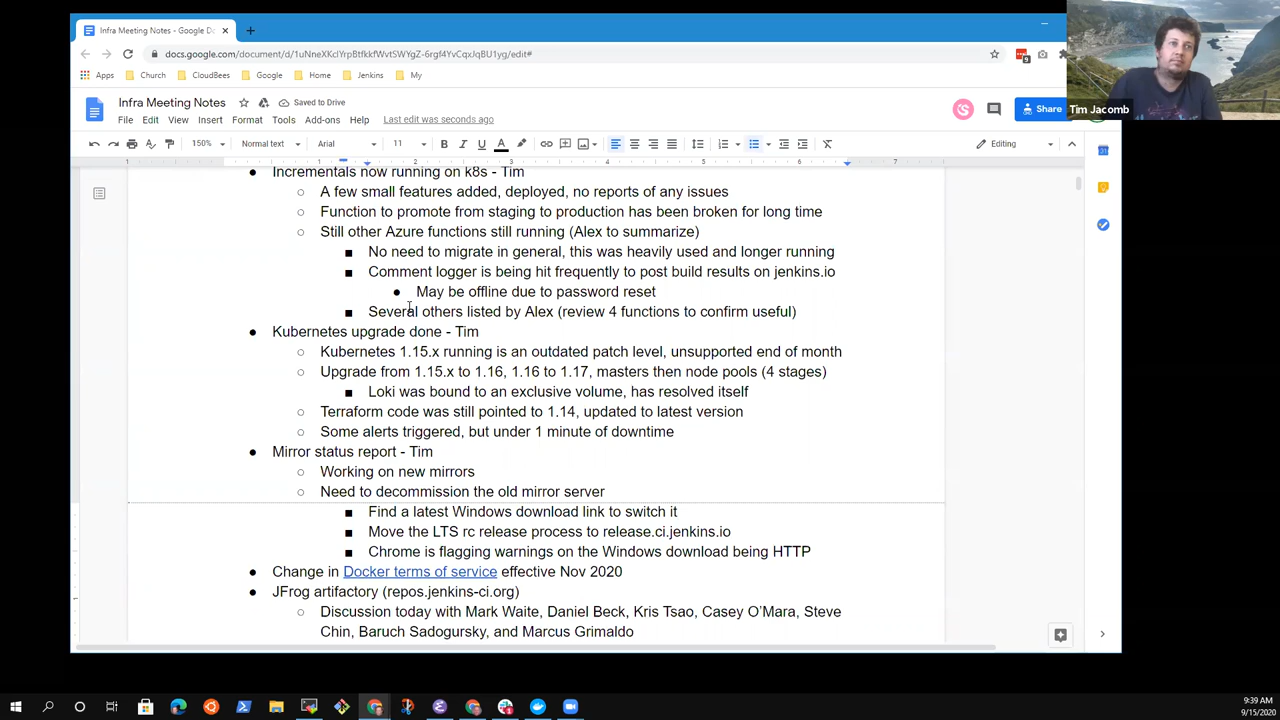 Infra Meeting Notes - Google Do
docs.google.com/document/d/1uNneXKcIYrpBtfkkfWvtSWYgZ-6rgf4YvCqxJqBU1yg/edit#
Apps Church CloudBees Google Home Jenkins My
Infra Meeting Notes Saved to Drive
Share
Tim Jacomb
File Edit View Insert Format Tools Add-ons Help Last edit was seconds ago
150% Normal text Arial 11 B I U A Editing
1 1 2 3 4 5 6 7
Incrementals now running on k8s - Tim
A few small features added, deployed, no reports of any issues
Function to promote from staging to production has been broken for long time
Still other Azure functions still running (Alex to summarize)
No need to migrate in general, this was heavily used and longer running
Comment logger is being hit frequently to post build results on jenkins.io
May be offline due to password reset
Several others listed by Alex (review 4 functions to confirm useful)
Kubernetes upgrade done - Tim
Kubernetes 1.15.x running is an outdated patch level, unsupported end of month
Upgrade from 1.15.x to 1.16, 1.16 to 1.17, masters then node pools (4 stages)
Loki was bound to an exclusive volume, has resolved itself
Terraform code was still pointed to 1.14, updated to latest version
Some alerts triggered, but under 1 minute of downtime
Mirror status report - Tim
Working on new mirrors
Need to decommission the old mirror server
Find a latest Windows download link to switch it
Move the LTS rc release process to release.ci.jenkins.io
Chrome is flagging warnings on the Windows download being HTTP
Change in Docker terms of service effective Nov 2020
JFrog artifactory (repos.jenkins-ci.org)
Discussion today with Mark Waite, Daniel Beck, Kris Tsao, Casey O’Mara, Steve
Chin, Baruch Sadogursky, and Marcus Grimaldo
9:39 AM
9/15/2020